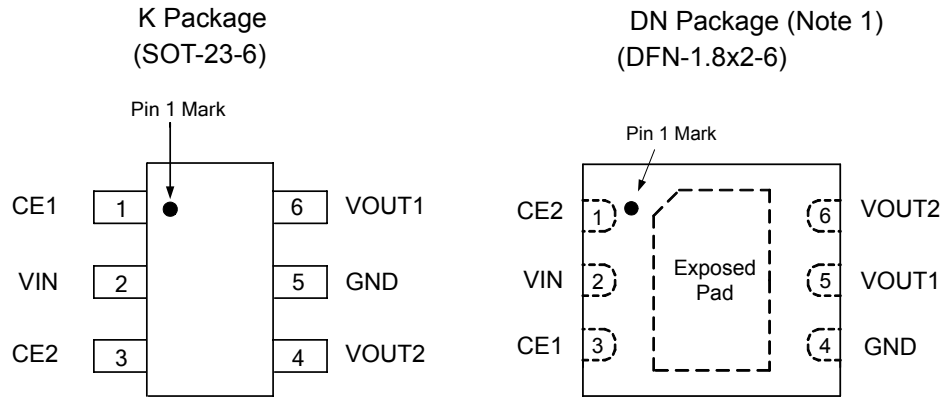 K Package
(SOT-23-6)
Pin 1 Mark
CE1 1 6 VOUT1
VIN 2 5 GND
CE2 3 4 VOUT2
DN Package (Note 1)
(DFN-1.8x2-6)
Pin 1 Mark
CE2 1 6 VOUT2
VIN 2 5 VOUT1
CE1 3 4 GND
Exposed
Pad